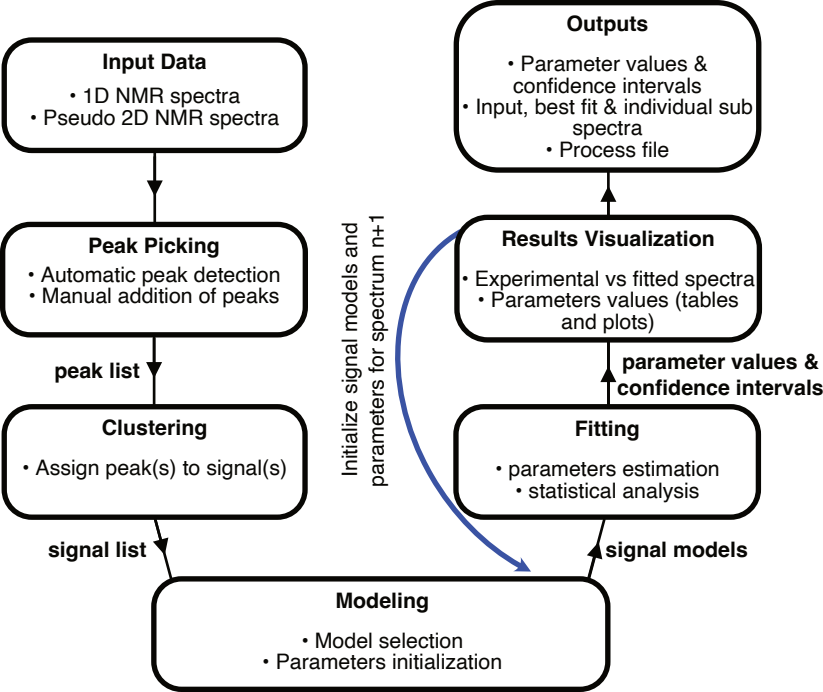 Input Data
• 1D NMR spectra
• Pseudo 2D NMR spectra
Peak Picking
• Automatic peak detection
• Manual addition of peaks
peak list
Clustering
• Assign peak(s) to signal(s)
signal list
Modeling
• Model selection
• Parameters initialization
signal models
Fitting
• parameters estimation
• statistical analysis
parameter values &
confidence intervals
Results Visualization
• Experimental vs fitted spectra
• Parameters values (tables
and plots)
Initialize signal models and
parameters for spectrum n+1
Outputs
• Parameter values &
confidence intervals
• Input, best fit & individual sub
spectra
• Process file